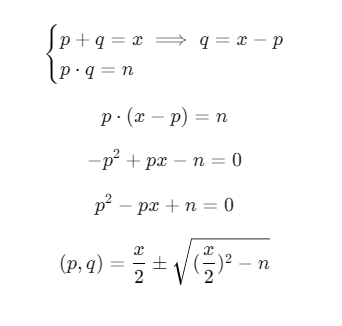 p + q = x ⟹ q = x − p
p · q = n
p · (x − p) = n
−p² + px − n = 0
p² − px + n = 0
(p, q) = x/2 ± √((x/2)² − n)